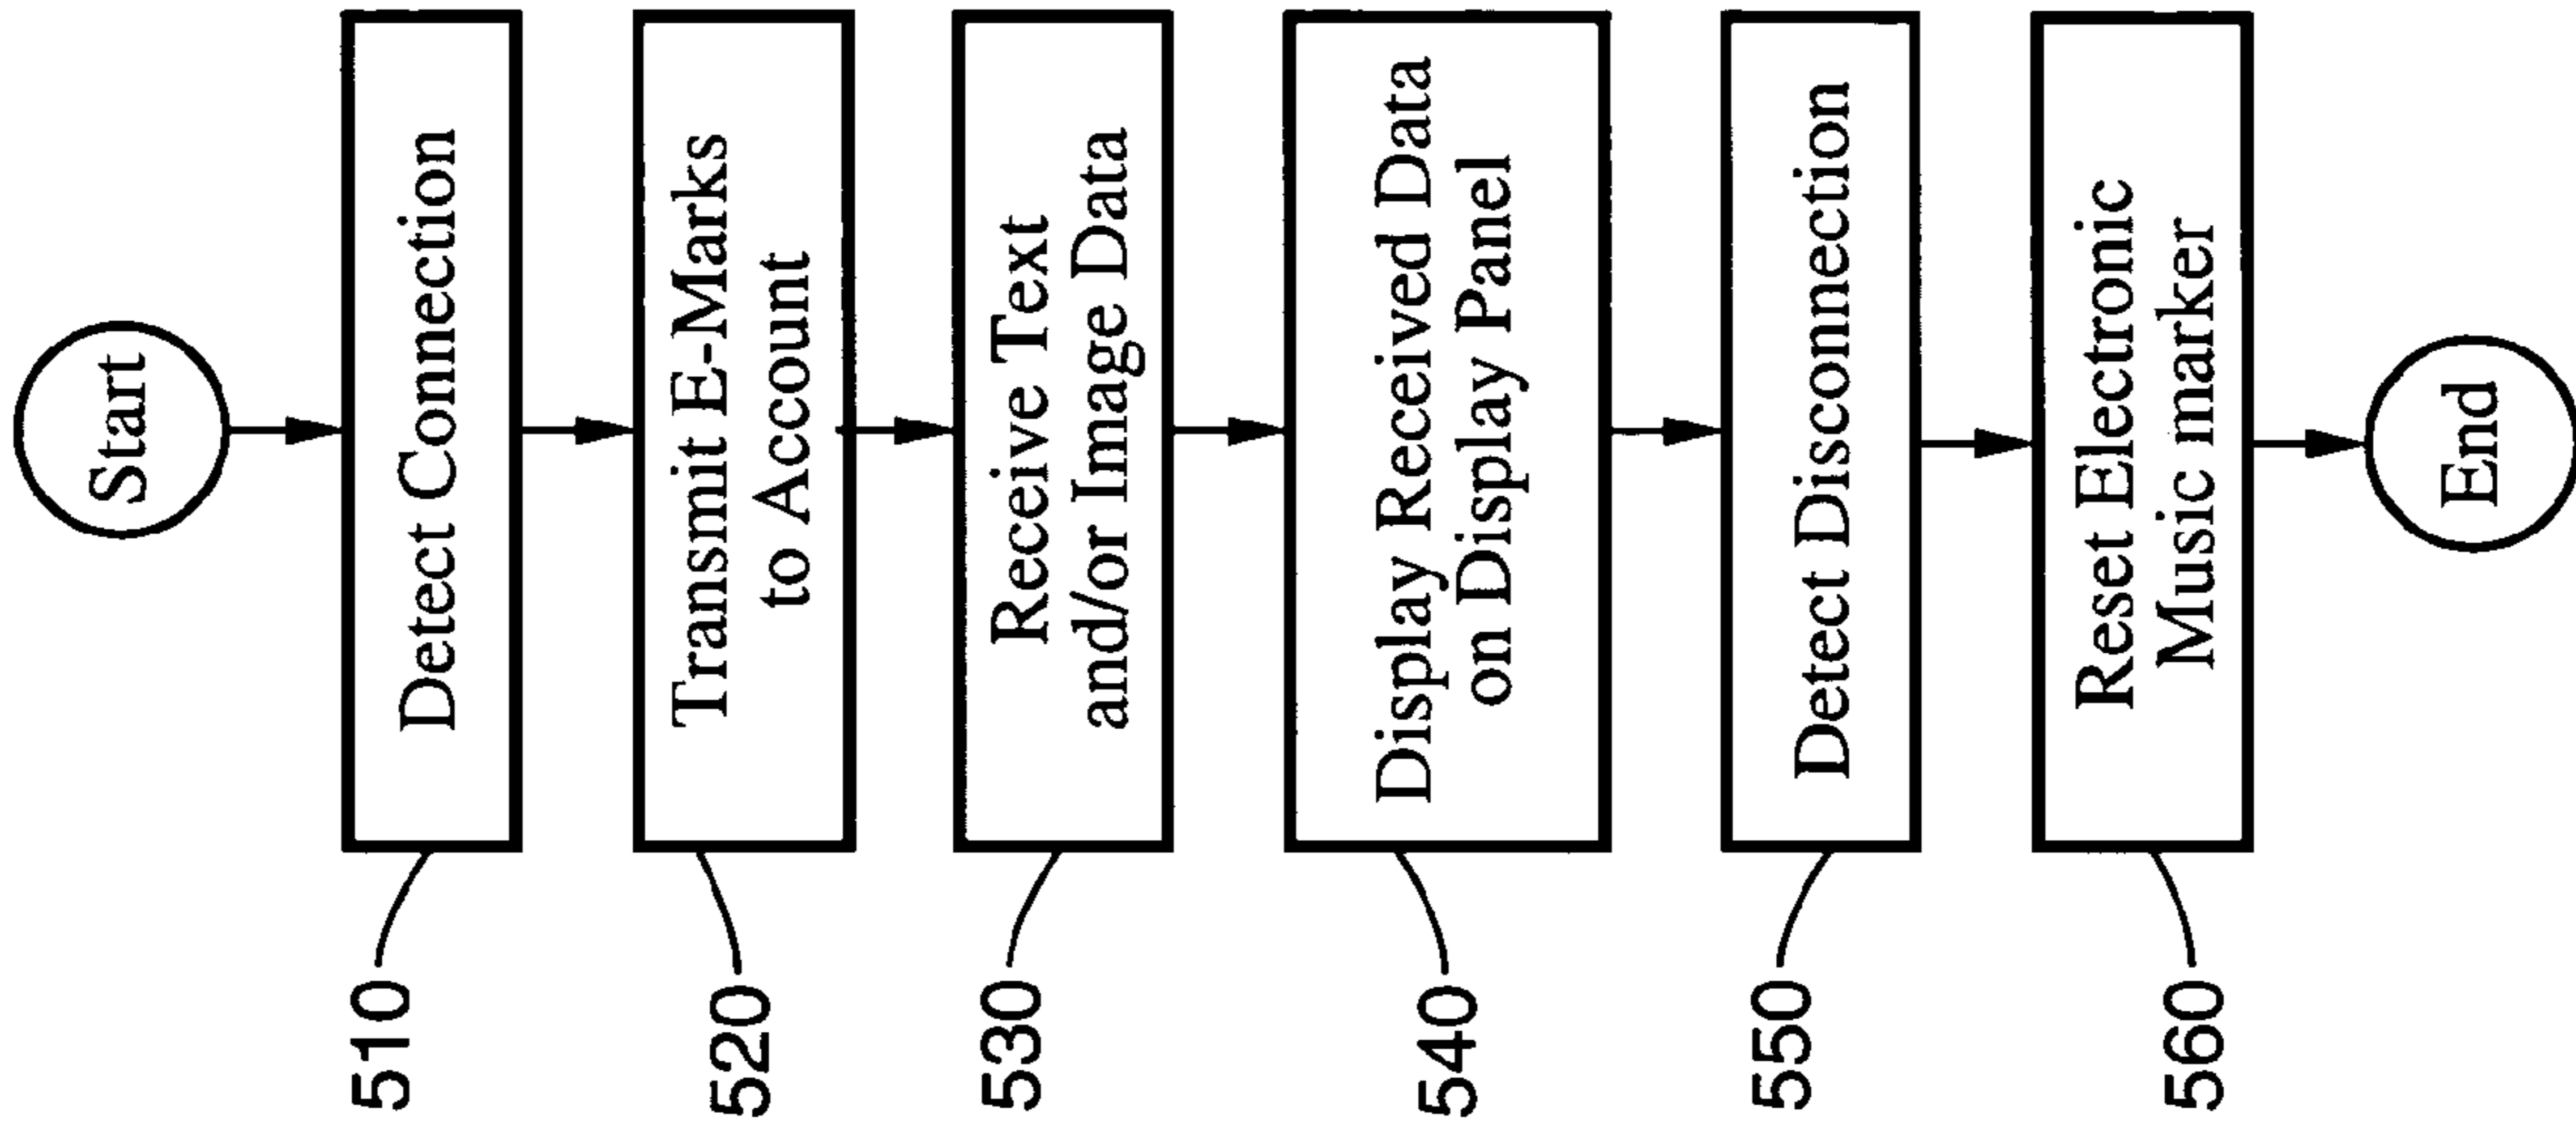 Start
510
Detect Connection
520
Transmit E-Marks
to Account
530
Receive Text
and/or Image Data
540
Display Received Data
on Display Panel
550
Detect Disconnection
560
Reset Electronic
Music marker
End